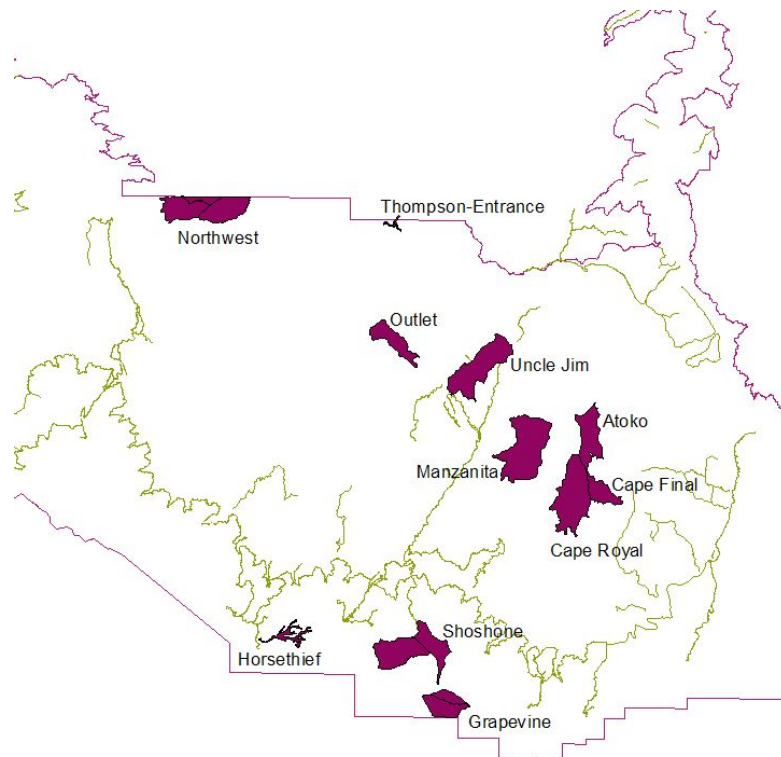 Thompson-Entrance
Northwest
Outlet
Uncle Jim
Atoko
Manzanita
Cape Final
Cape Royal
Shoshone
Horsethief
Grapevine